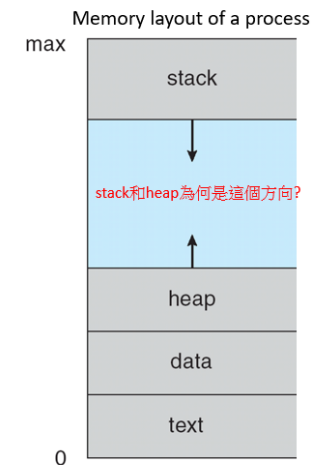 Memory layout of a process
max
stack
stack和heap為何是這個方向?
heap
data
text
0